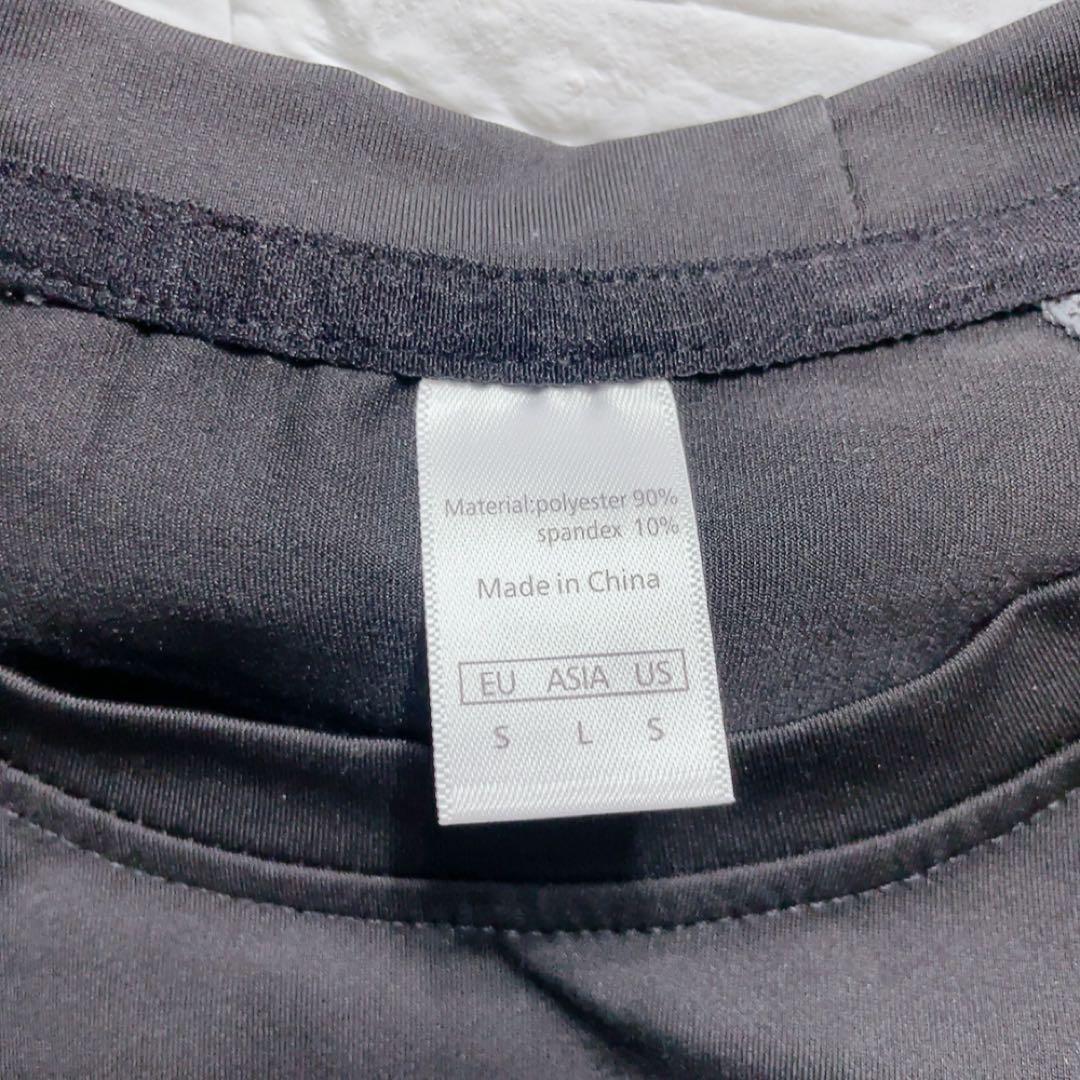 Material:polyester 90%
spandex 10%
Made in China
EU ASIA US
S L S